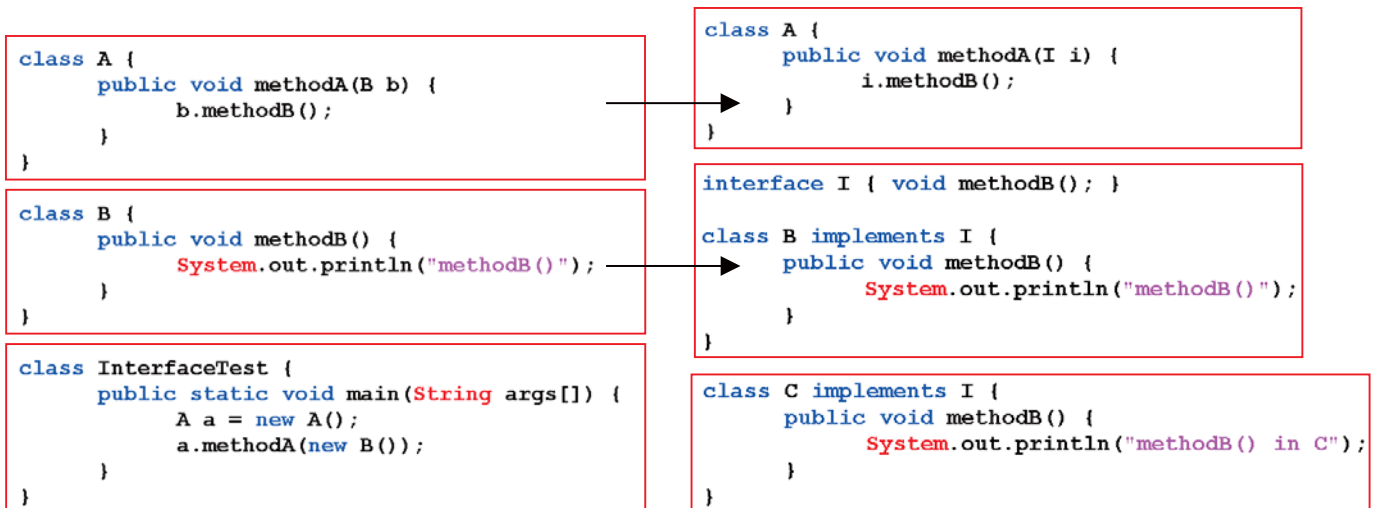 class A {
public void methodA(B b) {
b.methodB();
}
}
class B {
public void methodB() {
System.out.println("methodB()");
}
}
class InterfaceTest {
public static void main(String args[]) {
A a = new A();
a.methodA(new B());
}
}
class A {
public void methodA(I i) {
i.methodB();
}
}
interface I { void methodB(); }
class B implements I {
public void methodB() {
System.out.println("methodB()");
}
}
class C implements I {
public void methodB() {
System.out.println("methodB() in C");
}
}